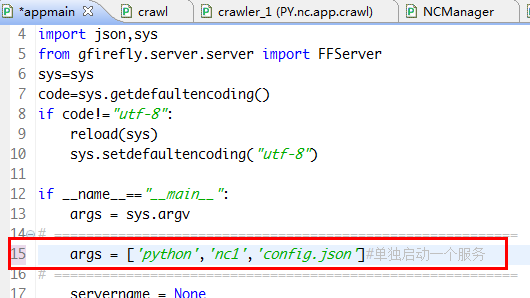 *appmain crawl crawler_1 (PY.nc.app.crawl) NCManager
4 import json,sys
5 from gfirefly.server.server import FFServer
6 sys=sys
7 code=sys.getdefaultencoding()
8 if code!="utf-8":
9 reload(sys)
10 sys.setdefaultencoding("utf-8")
11
12 if __name__=="__main__":
13 args = sys.argv
14 # =============================================
15 args = ['python','nc1','config.json']#单独启动一个服务
16 # =============================================
17 servername = None